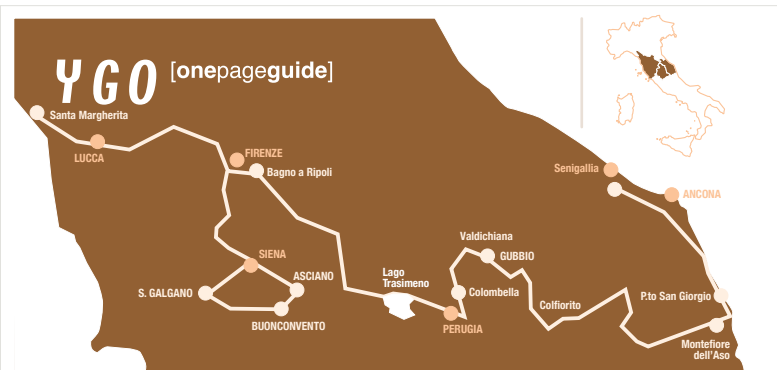 YGO [onepageguide]
Santa Margherita
LUCCA
FIRENZE
Bagno a Ripoli
Senigallia
ANCONA
Valdichiana
GUBBIO
SIENA
ASCIANO
S. GALGANO
BUONCONVENTO
Lago
Trasimeno
Colombella
PERUGIA
Colfiorito
P.to San Giorgio
Montefiore
dell'Aso